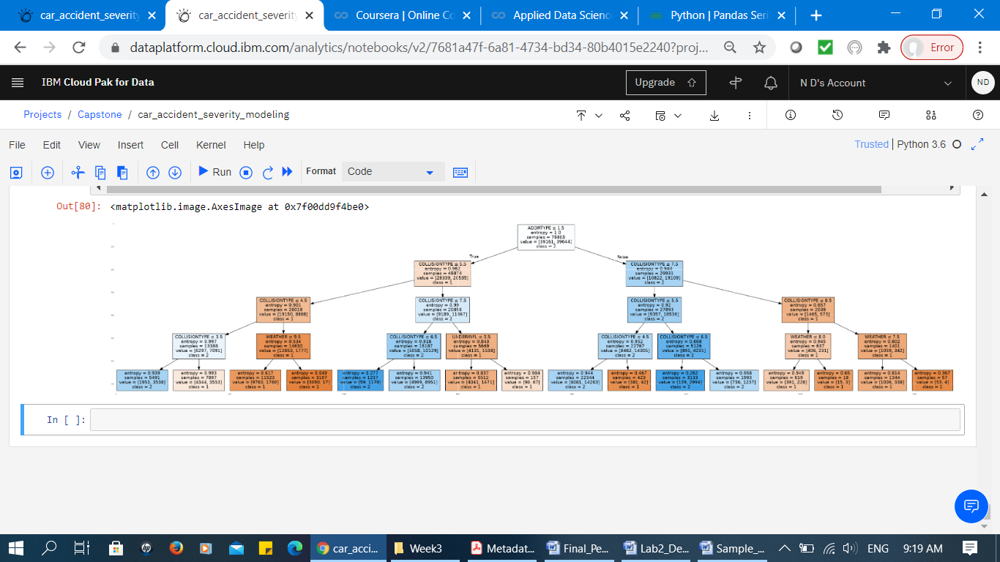 car_accident_severity
car_accident_severity
Coursera | Online Co
Applied Data Scienc
Python | Pandas Seri
dataplatform.cloud.ibm.com/analytics/notebooks/v2/7681a47f-6a81-4734-bd34-80b4015e2240?proj...
Error
IBM Cloud Pak for Data
Upgrade
N D's Account
ND
Projects / Capstone / car_accident_severity_modeling
File Edit View Insert Cell Kernel Help
Trusted | Python 3.6
Run
Format
Code
Out[80]: <matplotlib.image.AxesImage at 0x7f00dd9f4be0>
ADDRTYPE ≤ 1.5
entropy = 1.0
samples = 78805
value = [39161, 39644]
class = 2
True
False
COLLISIONTYPE ≤ 5.5
entropy = 0.982
samples = 48874
value = [28339, 20535]
class = 1
COLLISIONTYPE ≤ 7.5
entropy = 0.944
samples = 29931
value = [10822, 19109]
class = 2
COLLISIONTYPE ≤ 4.5
entropy = 0.901
samples = 28018
value = [19150, 8868]
class = 1
COLLISIONTYPE ≤ 7.5
entropy = 0.99
samples = 20856
value = [9189, 11667]
class = 2
COLLISIONTYPE ≤ 5.5
entropy = 0.92
samples = 27893
value = [9357, 18536]
class = 2
COLLISIONTYPE ≤ 8.5
entropy = 0.857
samples = 2038
value = [1465, 573]
class = 1
COLLISIONTYPE ≤ 3.5
entropy = 0.997
samples = 13388
value = [6297, 7091]
class = 2
WEATHER ≤ 9.5
entropy = 0.534
samples = 14630
value = [12853, 1777]
class = 1
COLLISIONTYPE ≤ 6.5
entropy = 0.918
samples = 15187
value = [5058, 10129]
class = 2
UNDERINFL ≤ 0.5
entropy = 0.843
samples = 5669
value = [4131, 1538]
class = 1
COLLISIONTYPE ≤ 4.5
entropy = 0.952
samples = 22767
value = [8462, 14305]
class = 2
COLLISIONTYPE ≤ 6.5
entropy = 0.668
samples = 5126
value = [895, 4231]
class = 2
WEATHER ≤ 8.0
entropy = 0.945
samples = 637
value = [406, 231]
class = 1
WEATHER ≤ 7.5
entropy = 0.802
samples = 1401
value = [1059, 342]
class = 1
entropy = 0.939
samples = 5491
value = [1953, 3538]
class = 2
entropy = 0.993
samples = 7897
value = [4344, 3553]
class = 1
entropy = 0.617
samples = 11523
value = [9763, 1760]
class = 1
entropy = 0.049
samples = 3107
value = [3090, 17]
class = 1
entropy = 0.277
samples = 1237
value = [59, 1178]
class = 2
entropy = 0.941
samples = 13950
value = [4999, 8951]
class = 2
entropy = 0.837
samples = 5512
value = [4041, 1471]
class = 1
entropy = 0.984
samples = 157
value = [90, 67]
class = 1
entropy = 0.944
samples = 22344
value = [8081, 14263]
class = 2
entropy = 0.467
samples = 423
value = [381, 42]
class = 1
entropy = 0.262
samples = 3133
value = [139, 2994]
class = 2
entropy = 0.958
samples = 1993
value = [756, 1237]
class = 2
entropy = 0.949
samples = 619
value = [391, 228]
class = 1
entropy = 0.65
samples = 18
value = [15, 3]
class = 1
entropy = 0.814
samples = 1344
value = [1006, 338]
class = 1
entropy = 0.367
samples = 57
value = [53, 4]
class = 1
In [ ]:
car_acci...
Week3
Metadat...
Final_Pe...
Lab2_De...
Sample_...
ENG
9:19 AM